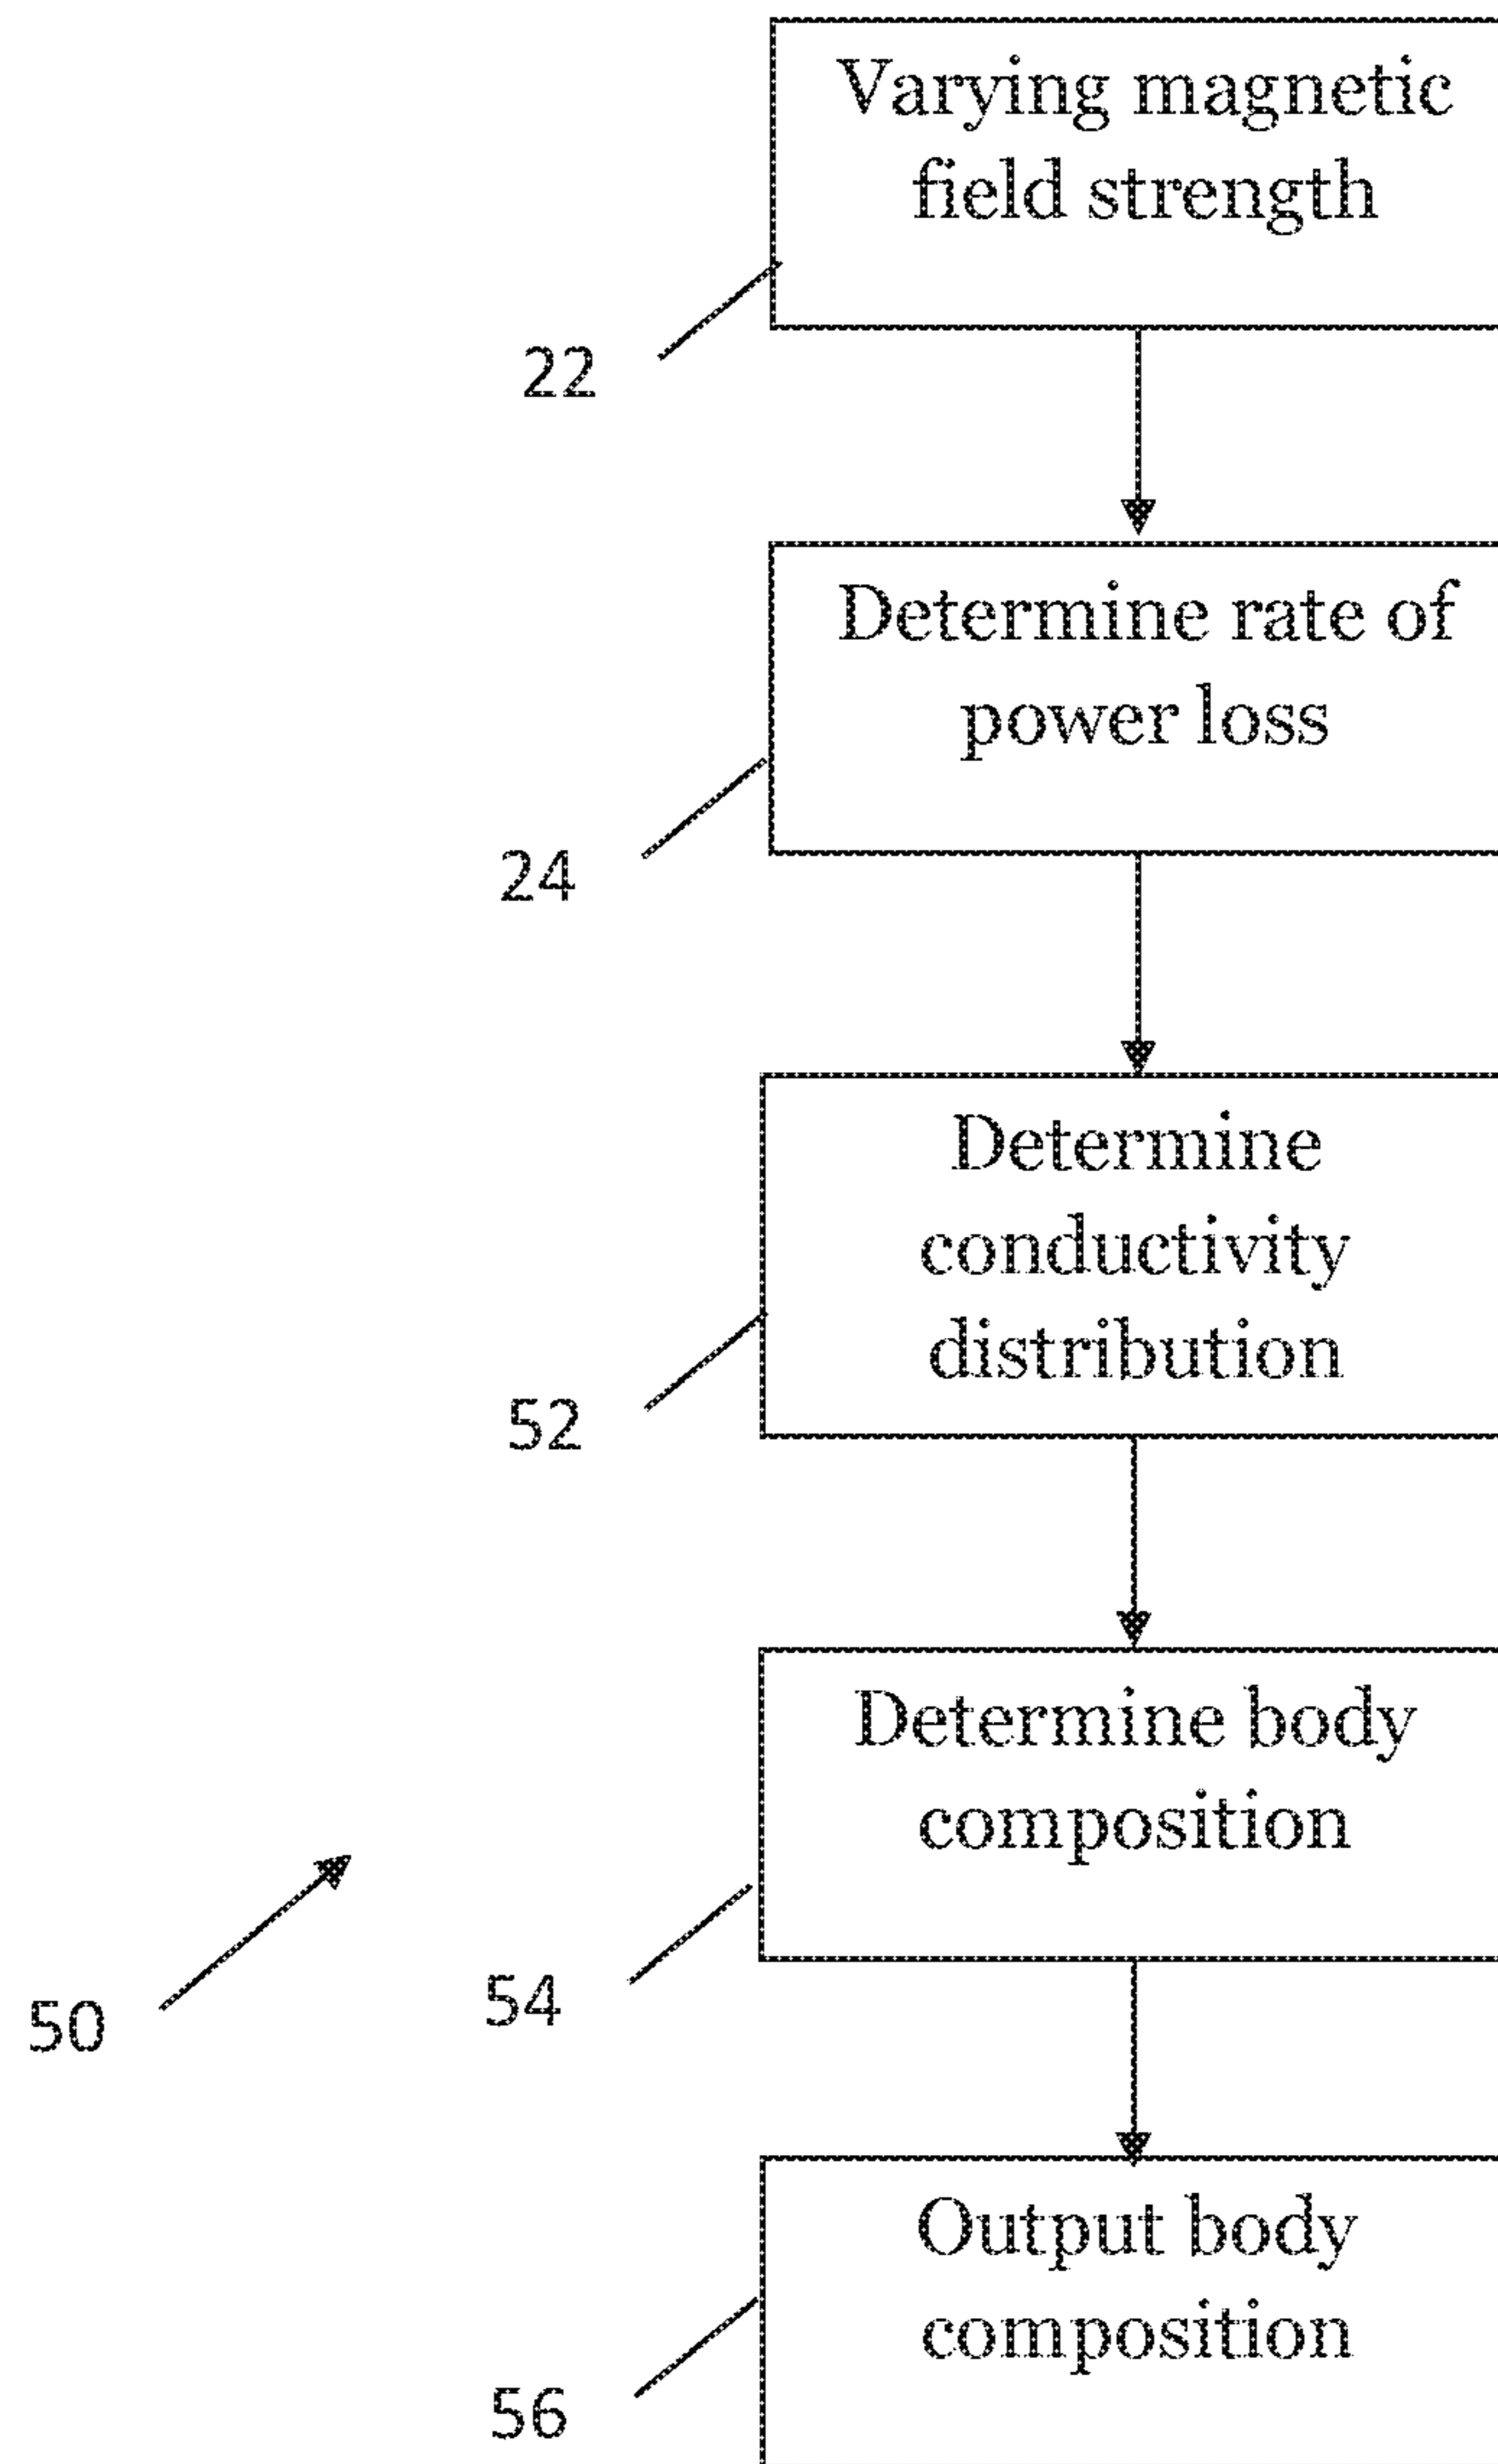 Varying magnetic
field strength
22
Determine rate of
power loss
24
Determine
conductivity
distribution
52
Determine body
composition
54
50
Output body
composition
56